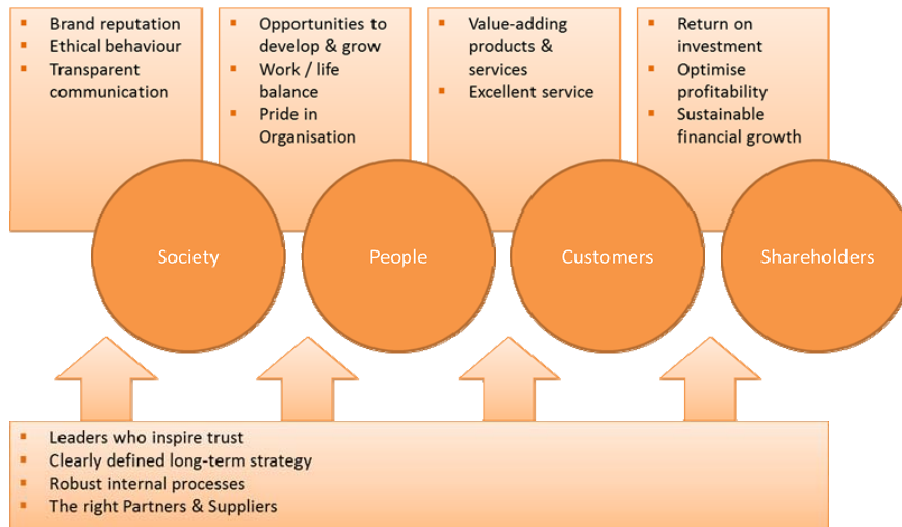 Brand reputation
Ethical behaviour
Transparent
communication
Opportunities to
develop & grow
Work / life
balance
Pride in
Organisation
Value-adding
products &
services
Excellent service
Return on
investment
Optimise
profitability
Sustainable
financial growth
Society
People
Customers
Shareholders
Leaders who inspire trust
Clearly defined long-term strategy
Robust internal processes
The right Partners & Suppliers